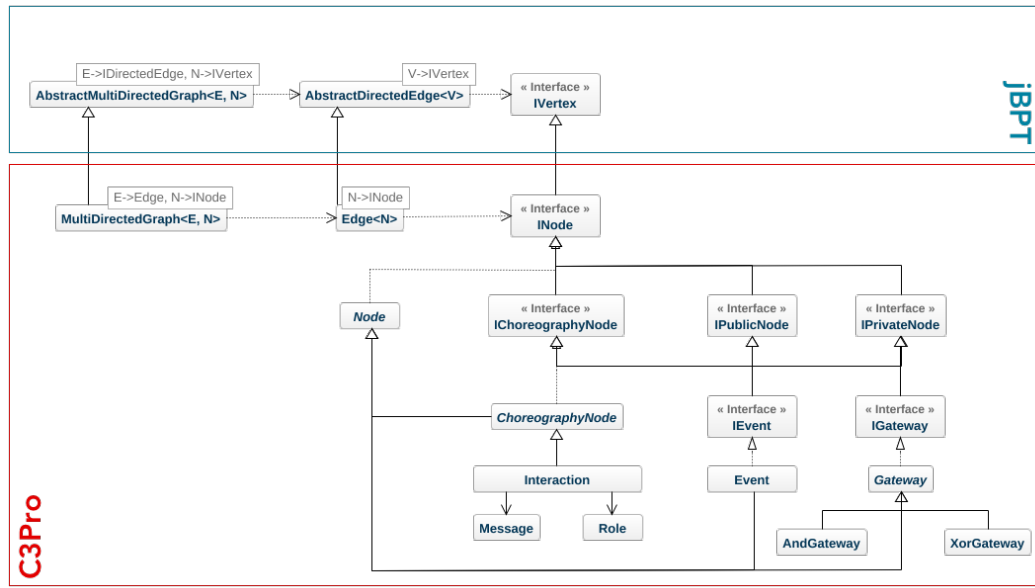 E->IDirectedEdge, N->IVertex
V->IVertex
« Interface »
AbstractMultiDirectedGraph<E, N>
AbstractDirectedEdge<V>
IVertex
jBPT
E->Edge, N->INode
N->INode
« Interface »
MultiDirectedGraph<E, N>
Edge<N>
INode
Node
« Interface »
IChoreographyNode
« Interface »
IPublicNode
« Interface »
IPrivateNode
ChoreographyNode
« Interface »
IEvent
« Interface »
IGateway
Interaction
Event
Gateway
Message
Role
AndGateway
XorGateway
C3Pro